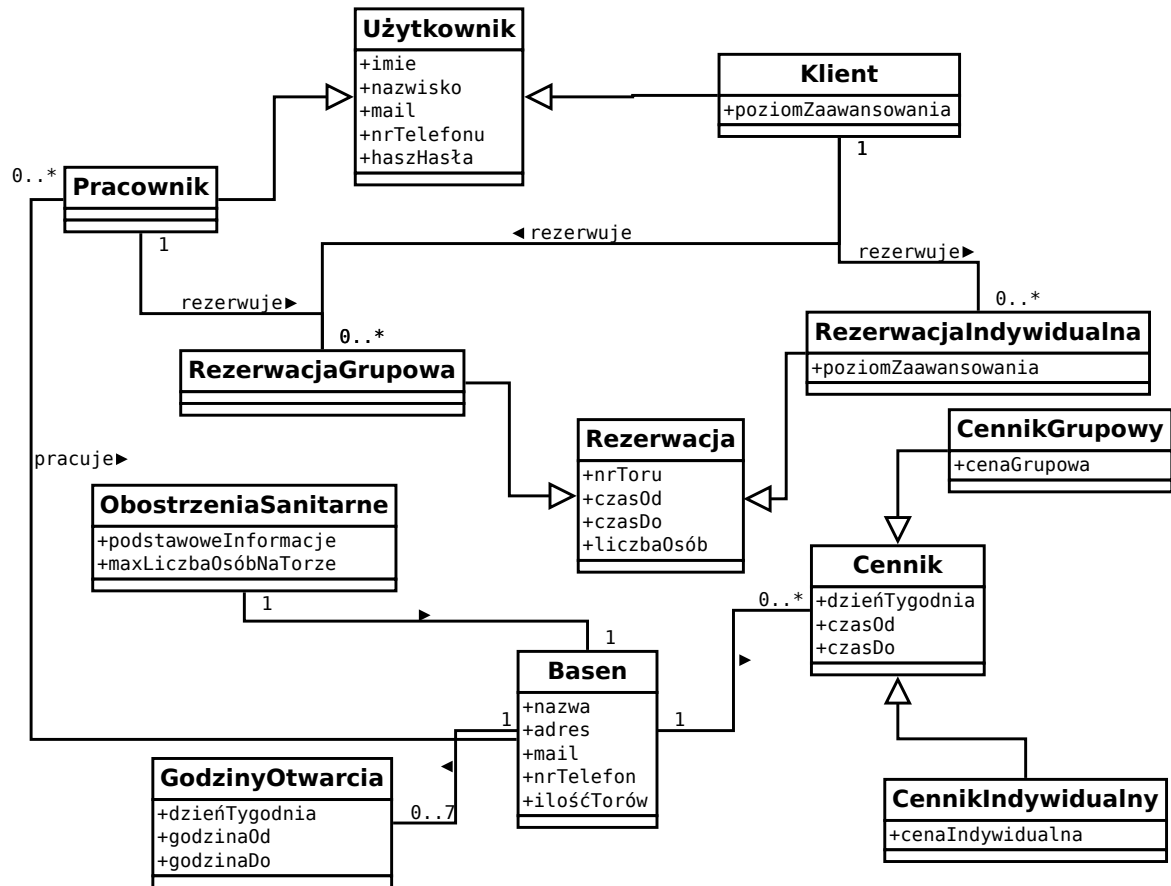 Użytkownik
+imie
+nazwisko
+mail
+nrTelefonu
+haszHasła
Klient
+poziomZaawansowania
1
0..*
Pracownik
1
◄ rezerwuje
rezerwuje►
rezerwuje►
0..*
0..*
RezerwacjaGrupowa
RezerwacjaIndywidualna
+poziomZaawansowania
Rezerwacja
+nrToru
+czasOd
+czasDo
+liczbaOsób
CennikGrupowy
+cenaGrupowa
pracuje►
ObostrzeniaSanitarne
+podstawoweInformacje
+maxLiczbaOsóbNaTorze
1
►
1
Cennik
+dzieńTygodnia
+czasOd
+czasDo
0..*
►
Basen
+nazwa
+adres
+mail
+nrTelefon
+ilośćTorów
1
1
◄
GodzinyOtwarcia
+dzieńTygodnia
+godzinaOd
+godzinaDo
0..7
CennikIndywidualny
+cenaIndywidualna